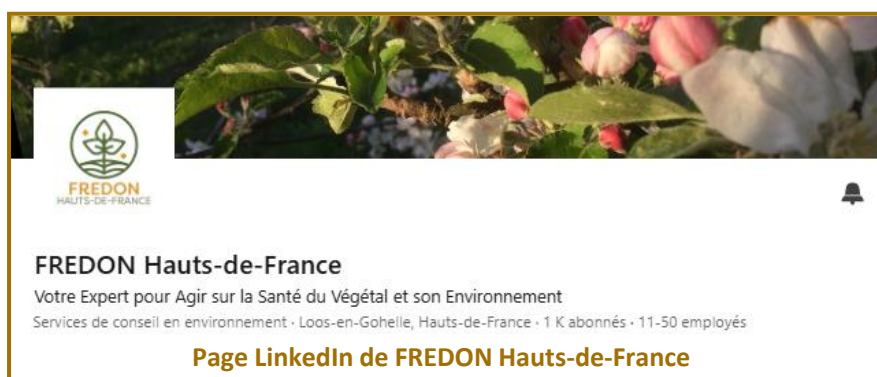 FREDON
HAUTS-DE-FRANCE
FREDON Hauts-de-France
Votre Expert pour Agir sur la Santé du Végétal et son Environnement
Services de conseil en environnement · Loos-en-Gohelle, Hauts-de-France · 1 K abonnés · 11-50 employés
Page LinkedIn de FREDON Hauts-de-France